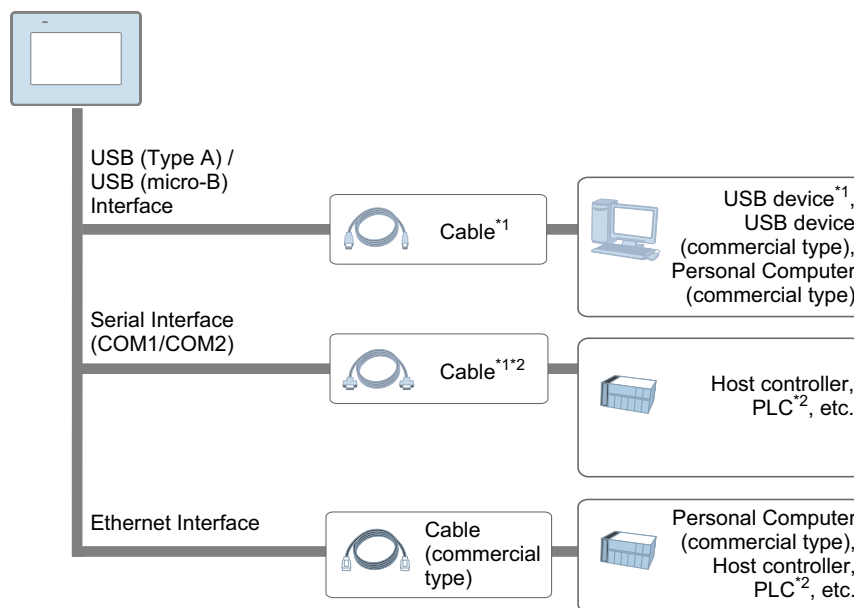 USB (Type A) /
USB (micro-B)
Interface
Cable*1
USB device*1,
USB device
(commercial type),
Personal Computer
(commercial type)
Serial Interface
(COM1/COM2)
Cable*1*2
Host controller,
PLC*2, etc.
Ethernet Interface
Cable
(commercial
type)
Personal Computer
(commercial type),
Host controller,
PLC*2, etc.